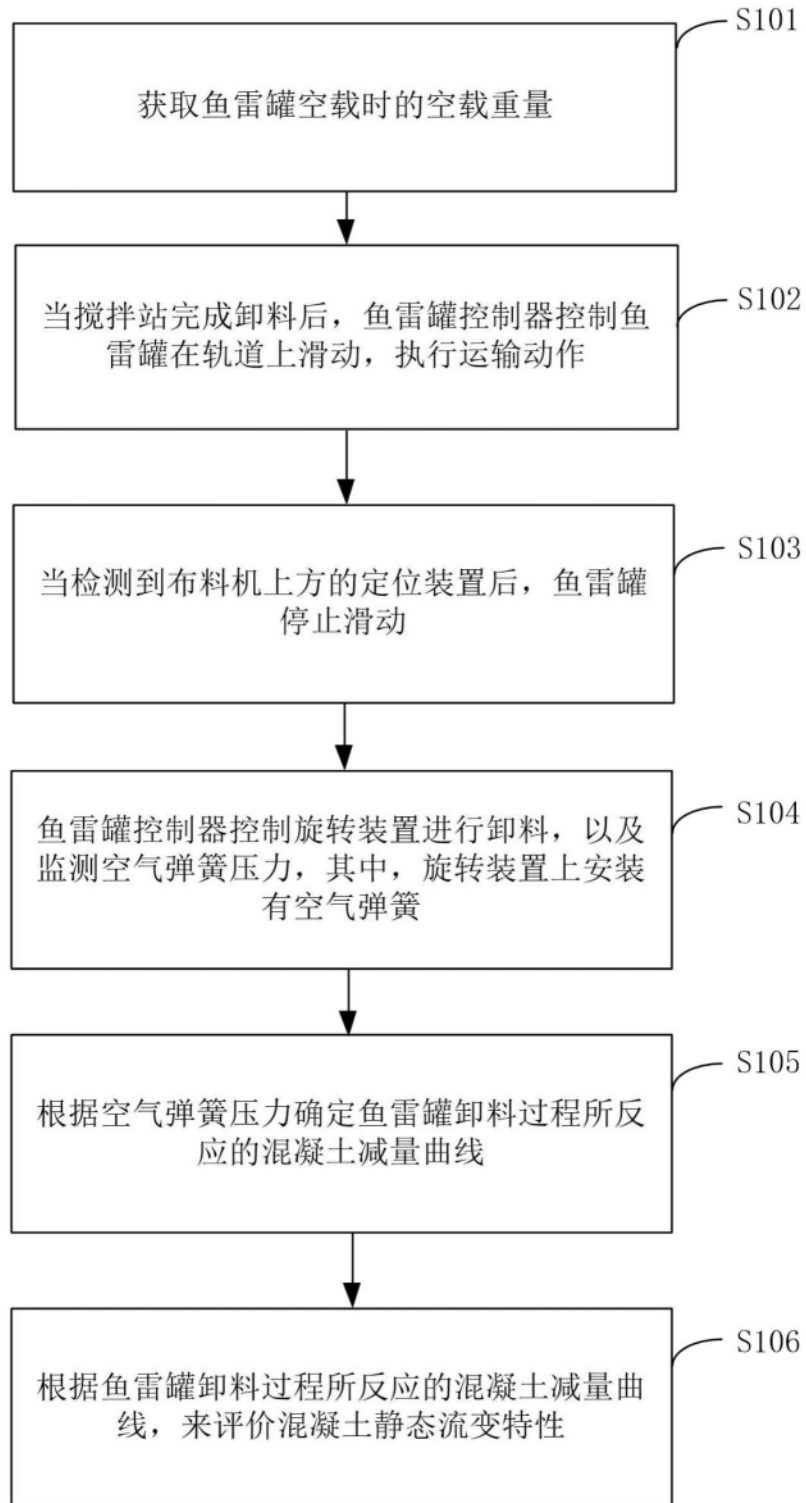 S101
获取鱼雷罐空载时的空载重量
S102
当搅拌站完成卸料后，鱼雷罐控制器控制鱼
雷罐在轨道上滑动，执行运输动作
S103
当检测到布料机上方的定位装置后，鱼雷罐
停止滑动
S104
鱼雷罐控制器控制旋转装置进行卸料，以及
监测空气弹簧压力，其中，旋转装置上安装
有空气弹簧
S105
根据空气弹簧压力确定鱼雷罐卸料过程所反
应的混凝土减量曲线
S106
根据鱼雷罐卸料过程所反应的混凝土减量曲
线，来评价混凝土静态流变特性